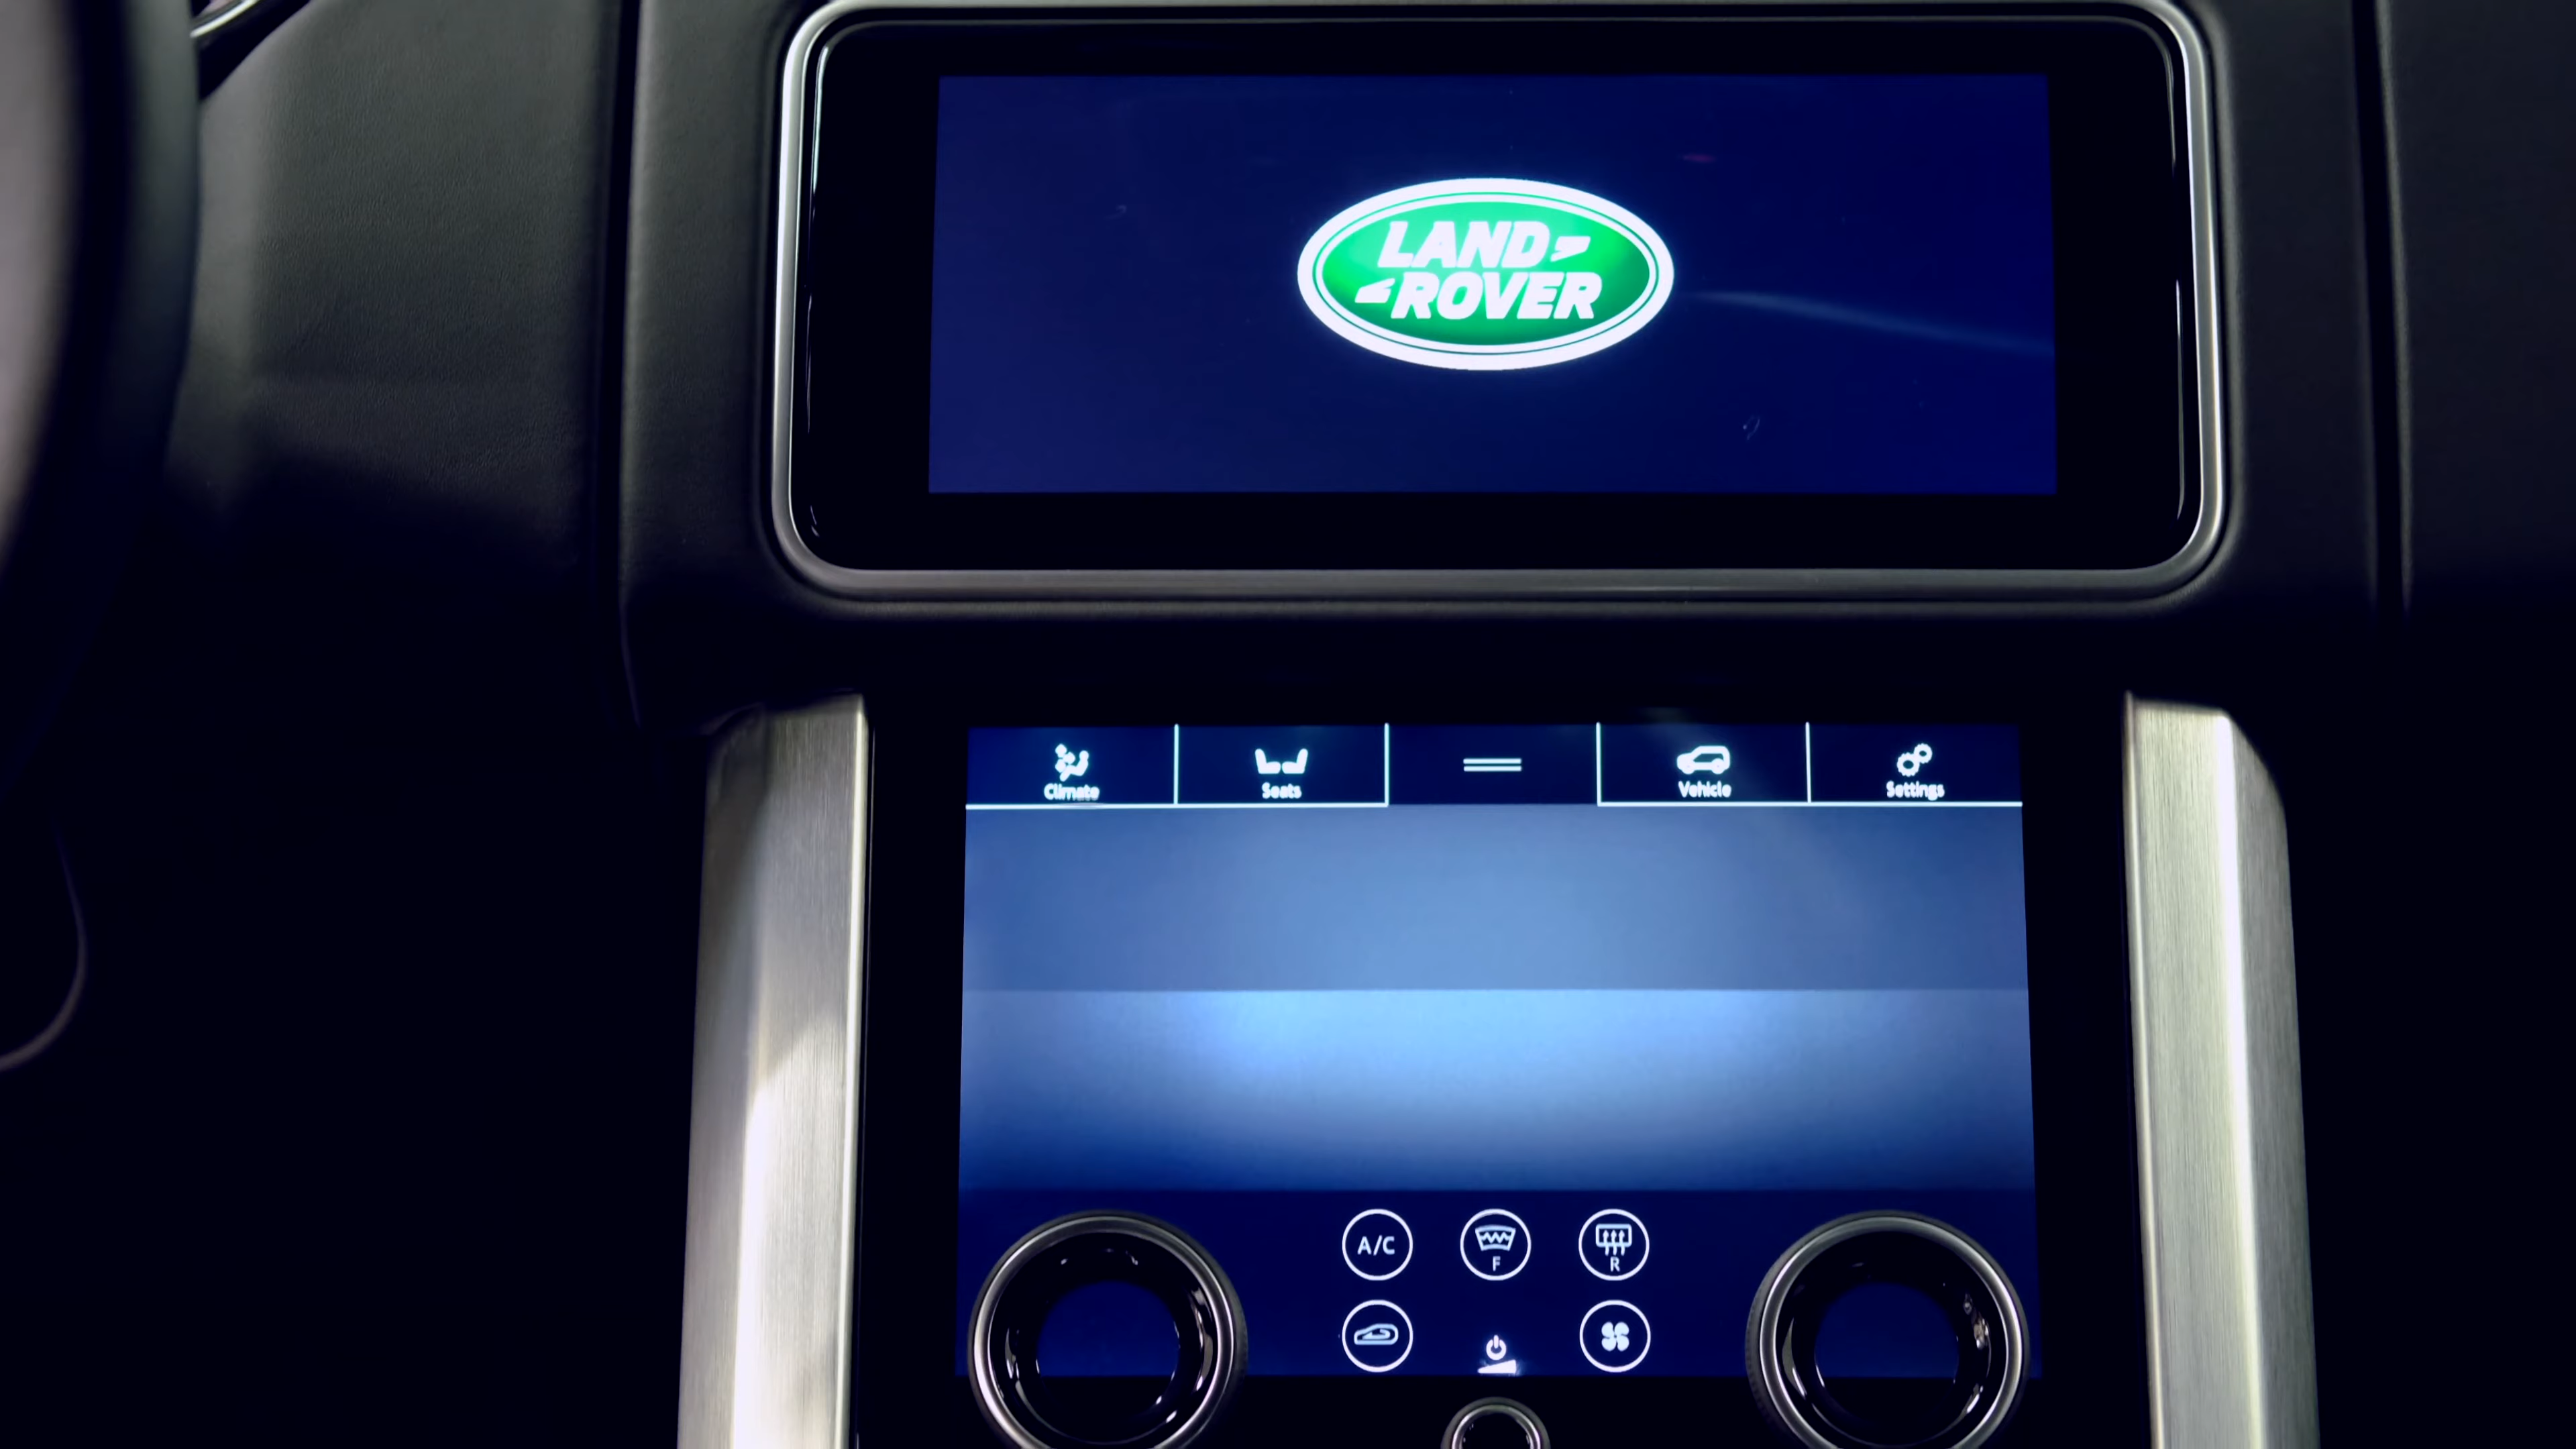 LAND
ROVER
Climate
Seats
Vehicle
Settings
A/C
F
R